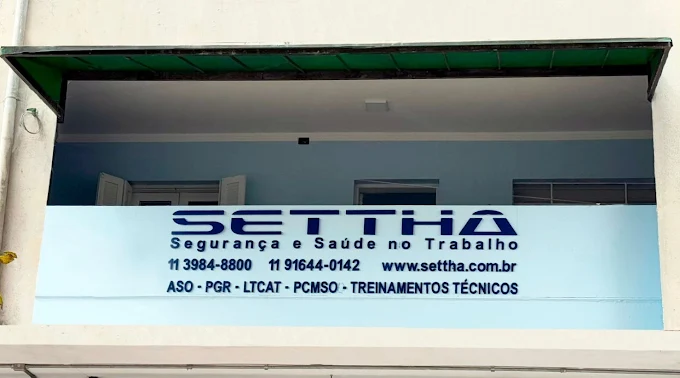 SETTHA
Segurança e Saúde no Trabalho
11 3984-8800 11 91644-0142 www.settha.com.br
ASO - PGR - LTCAT - PCMSO - TREINAMENTOS TÉCNICOS